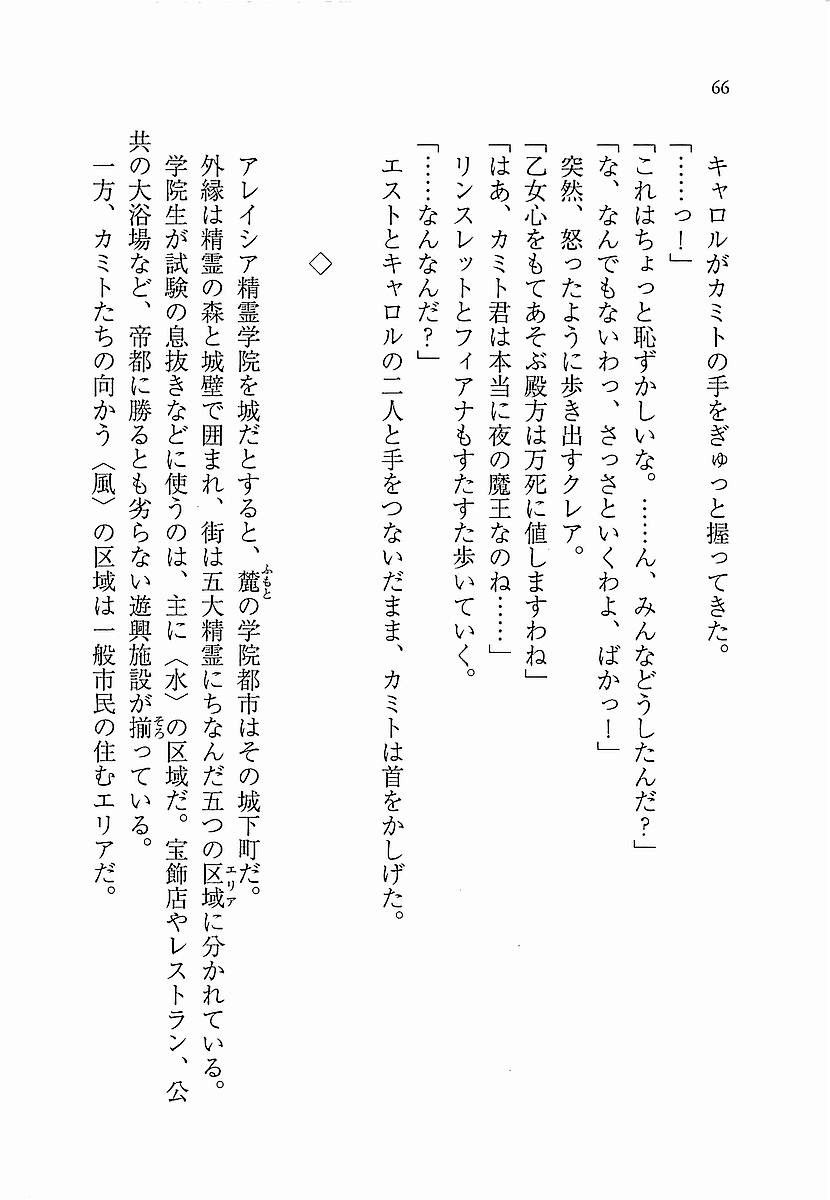 66
キャロルがカミトの手をぎゅっと握ってきた。
「……っ！」
「これはちょっと恥ずかしいな。……ん、みんなどうしたんだ？」
「な、なんでもないわっ、さっさといくわよ、ばかっ！」
突然、怒ったように歩き出すクレア。
「乙女心をもてあそぶ殿方は万死に値しますわね」
「はあ、カミト君は本当に夜の魔王なのね……」
リンスレットとフィアナもすたすた歩いていく。
「……なんなんだ？」
エストとキャロルの二人と手をつないだまま、カミトは首をかしげた。
◇
アレイシア精霊学院を城だとすると、麓の学院都市はその城下町だ。
ふもと
外縁は精霊の森と城壁で囲まれ、街は五大精霊にちなんだ五つの区域に分かれている。
エリア
学院生が試験の息抜きなどに使うのは、主に〈水〉の区域だ。宝飾店やレストラン、公
共の大浴場など、帝都に勝るとも劣らない遊興施設が揃っている。
そろ
一方、カミトたちの向かう〈風〉の区域は一般市民の住むエリアだ。